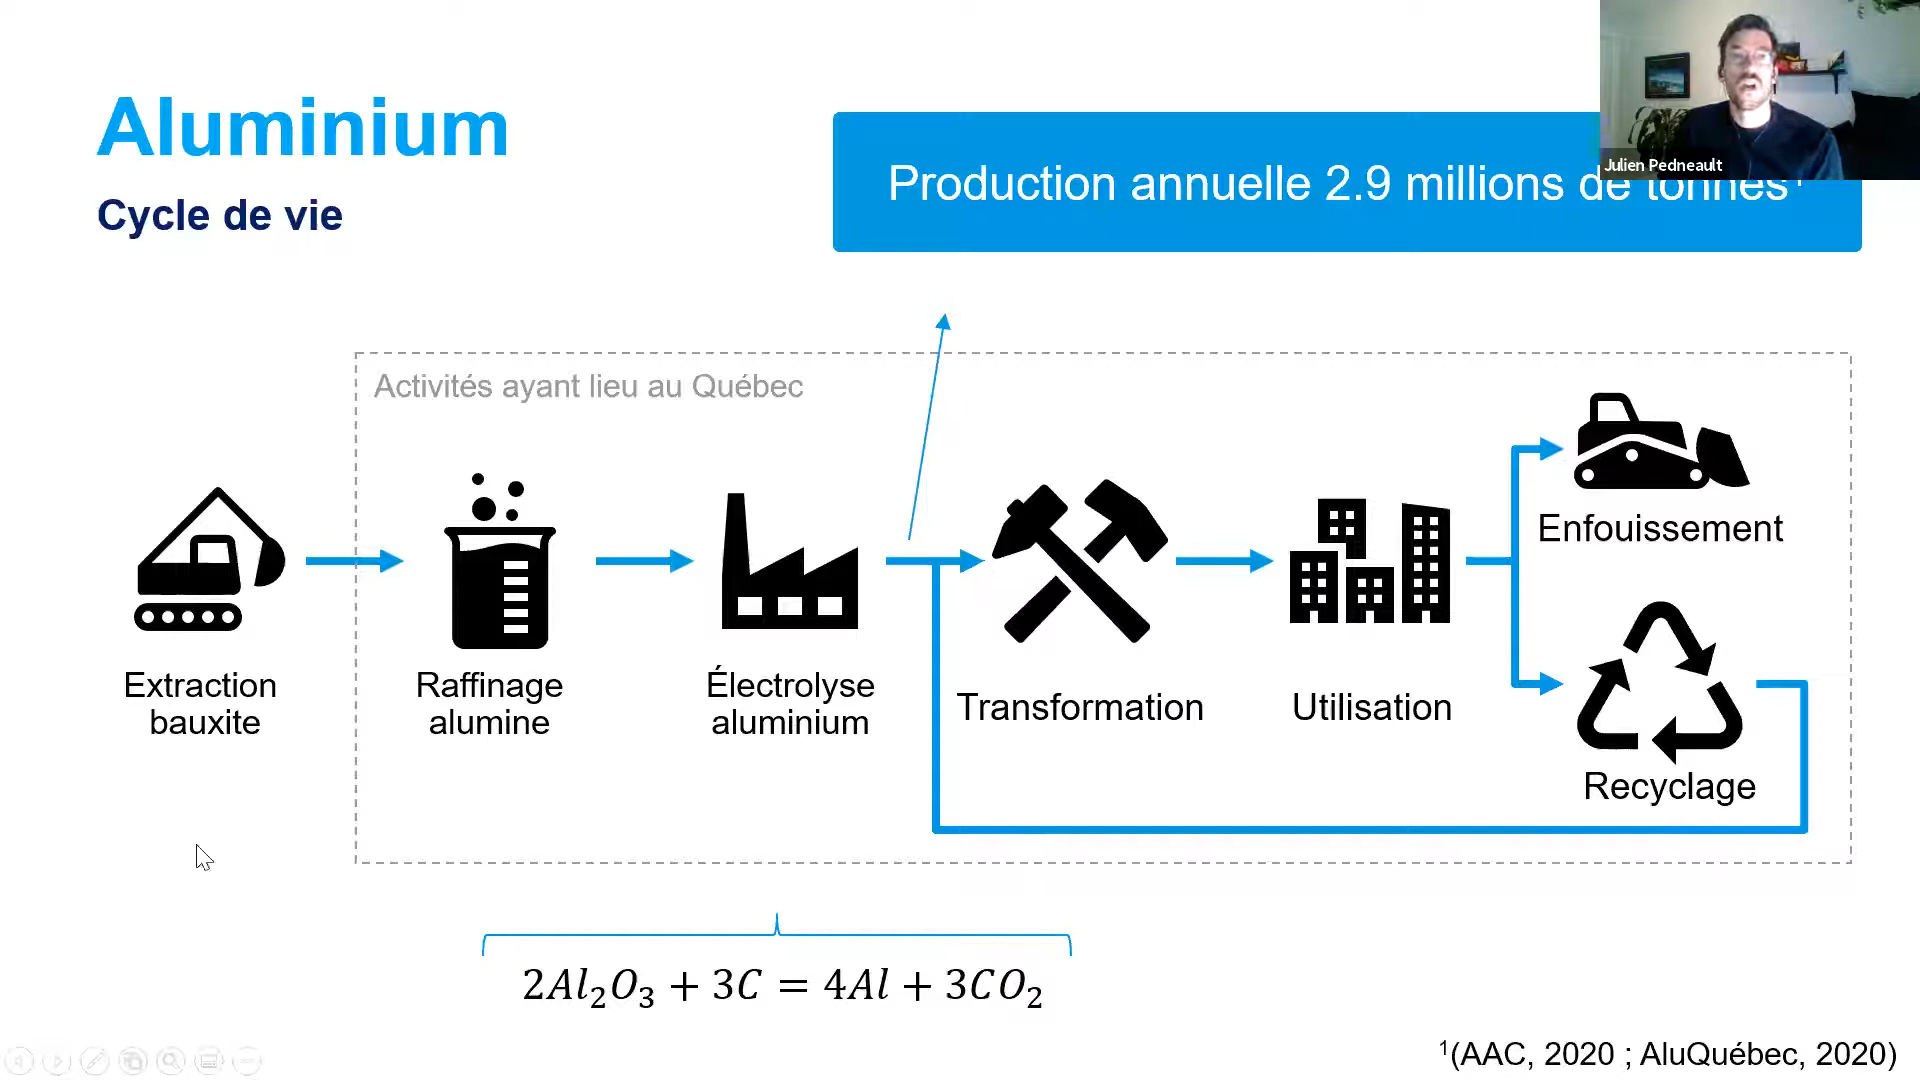 Aluminium
Cycle de vie
Production annuelle 2.9 millions de tonnes¹
Julien Pedneault
Activités ayant lieu au Québec
Extraction
bauxite
Raffinage
alumine
Électrolyse
aluminium
Transformation
Utilisation
Enfouissement
Recyclage
2Al₂O₃ + 3C = 4Al + 3CO₂
¹(AAC, 2020 ; AluQuébec, 2020)